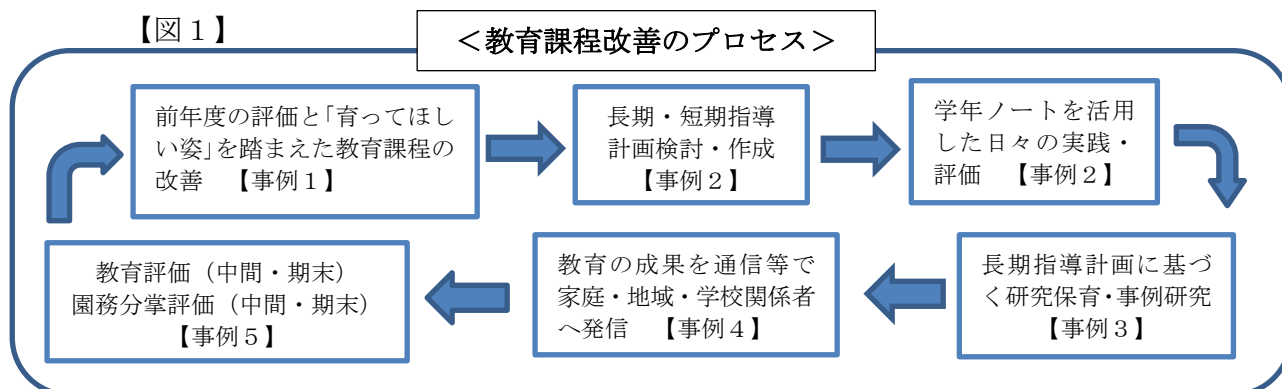 【図１】
＜教育課程改善のプロセス＞
前年度の評価と「育ってほし
い姿」を踏まえた教育課程の
改善　【事例１】
長期・短期指導
計画検討・作成
【事例２】
学年ノートを活用
した日々の実践・
評価　【事例２】
長期指導計画に基づ
く研究保育・事例研究
【事例３】
教育の成果を通信等で
家庭・地域・学校関係者
へ発信　【事例４】
教育評価（中間・期末）
園務分掌評価（中間・期末）
【事例５】